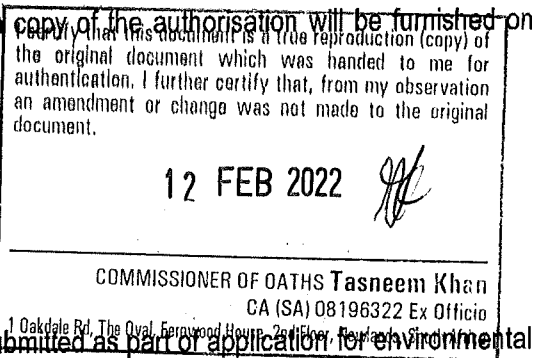 copy of the authorisation will be furnished on
I certify that this document is a true reproduction (copy) of
the original document which was handed to me for
authentication. I further certify that, from my observation
an amendment or change was not made to the original
document.
12 FEB 2022
COMMISSIONER OF OATHS Tasneem Khan
CA (SA) 08196322 Ex Officio
1 Oakdale Rd, The Oval, Fernwood House, 2nd Floor, Newlands,
bmitted as part of application for environmental